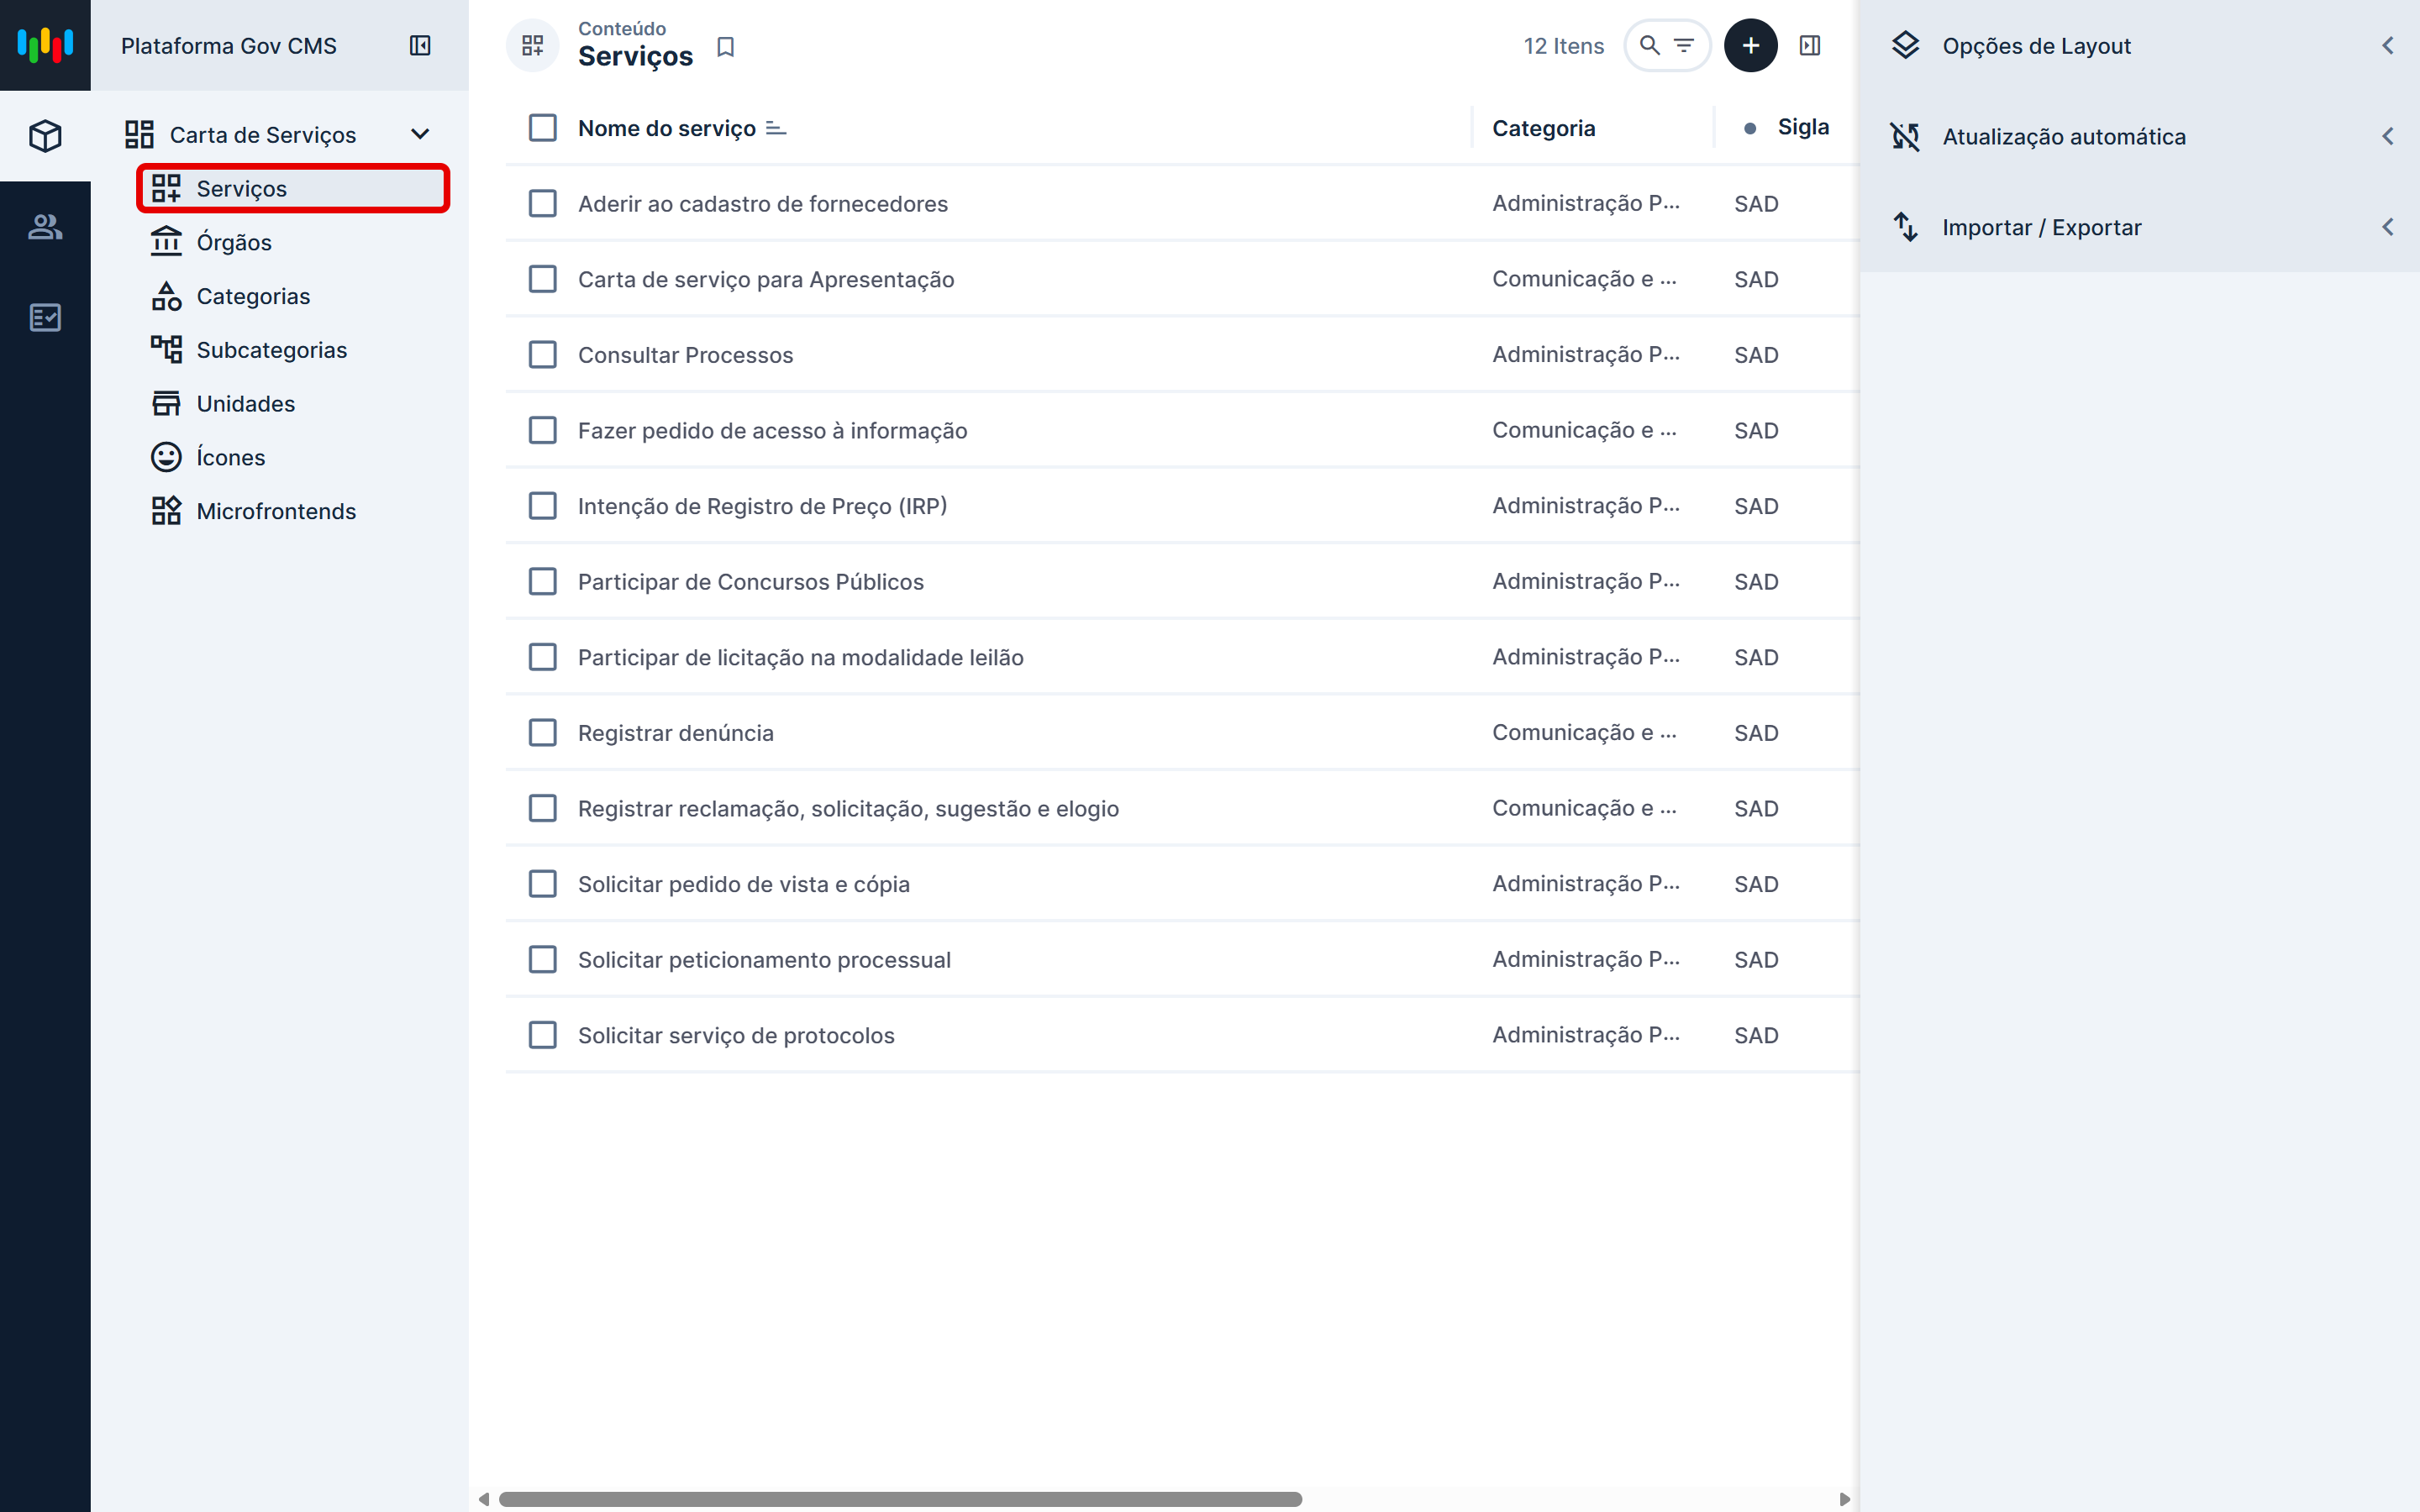 Plataforma Gov CMS
Carta de Serviços
Serviços
Órgãos
Categorias
Subcategorias
Unidades
Ícones
Microfrontends
Conteúdo
Serviços
12 Itens
Nome do serviço Categoria Sigla
Aderir ao cadastro de fornecedores Administração P... SAD
Carta de serviço para Apresentação Comunicação e ... SAD
Consultar Processos Administração P... SAD
Fazer pedido de acesso à informação Comunicação e ... SAD
Intenção de Registro de Preço (IRP) Administração P... SAD
Participar de Concursos Públicos Administração P... SAD
Participar de licitação na modalidade leilão Administração P... SAD
Registrar denúncia Comunicação e ... SAD
Registrar reclamação, solicitação, sugestão e elogio Comunicação e ... SAD
Solicitar pedido de vista e cópia Administração P... SAD
Solicitar peticionamento processual Administração P... SAD
Solicitar serviço de protocolos Administração P... SAD
Opções de Layout
Atualização automática
Importar / Exportar